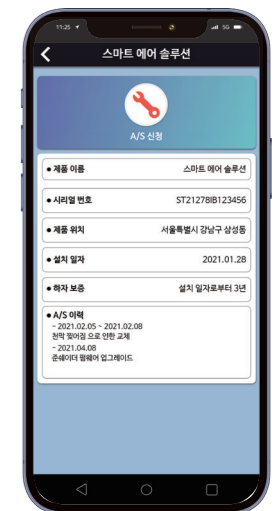 11:25
5G
스마트 에어 솔루션
A/S 신청
• 제품 이름 스마트 에어 솔루션
• 시리얼 번호 ST21278IB123456
• 제품 위치 서울특별시 강남구 삼성동
• 설치 일자 2021.01.28
• 하자 보증 설치 일자로부터 3년
• A/S 이력
- 2021.02.05 ~ 2021.02.08
천막 찢어짐 으로 인한 교체
- 2021.04.08
준쉐이더 펌웨어 업그레이드